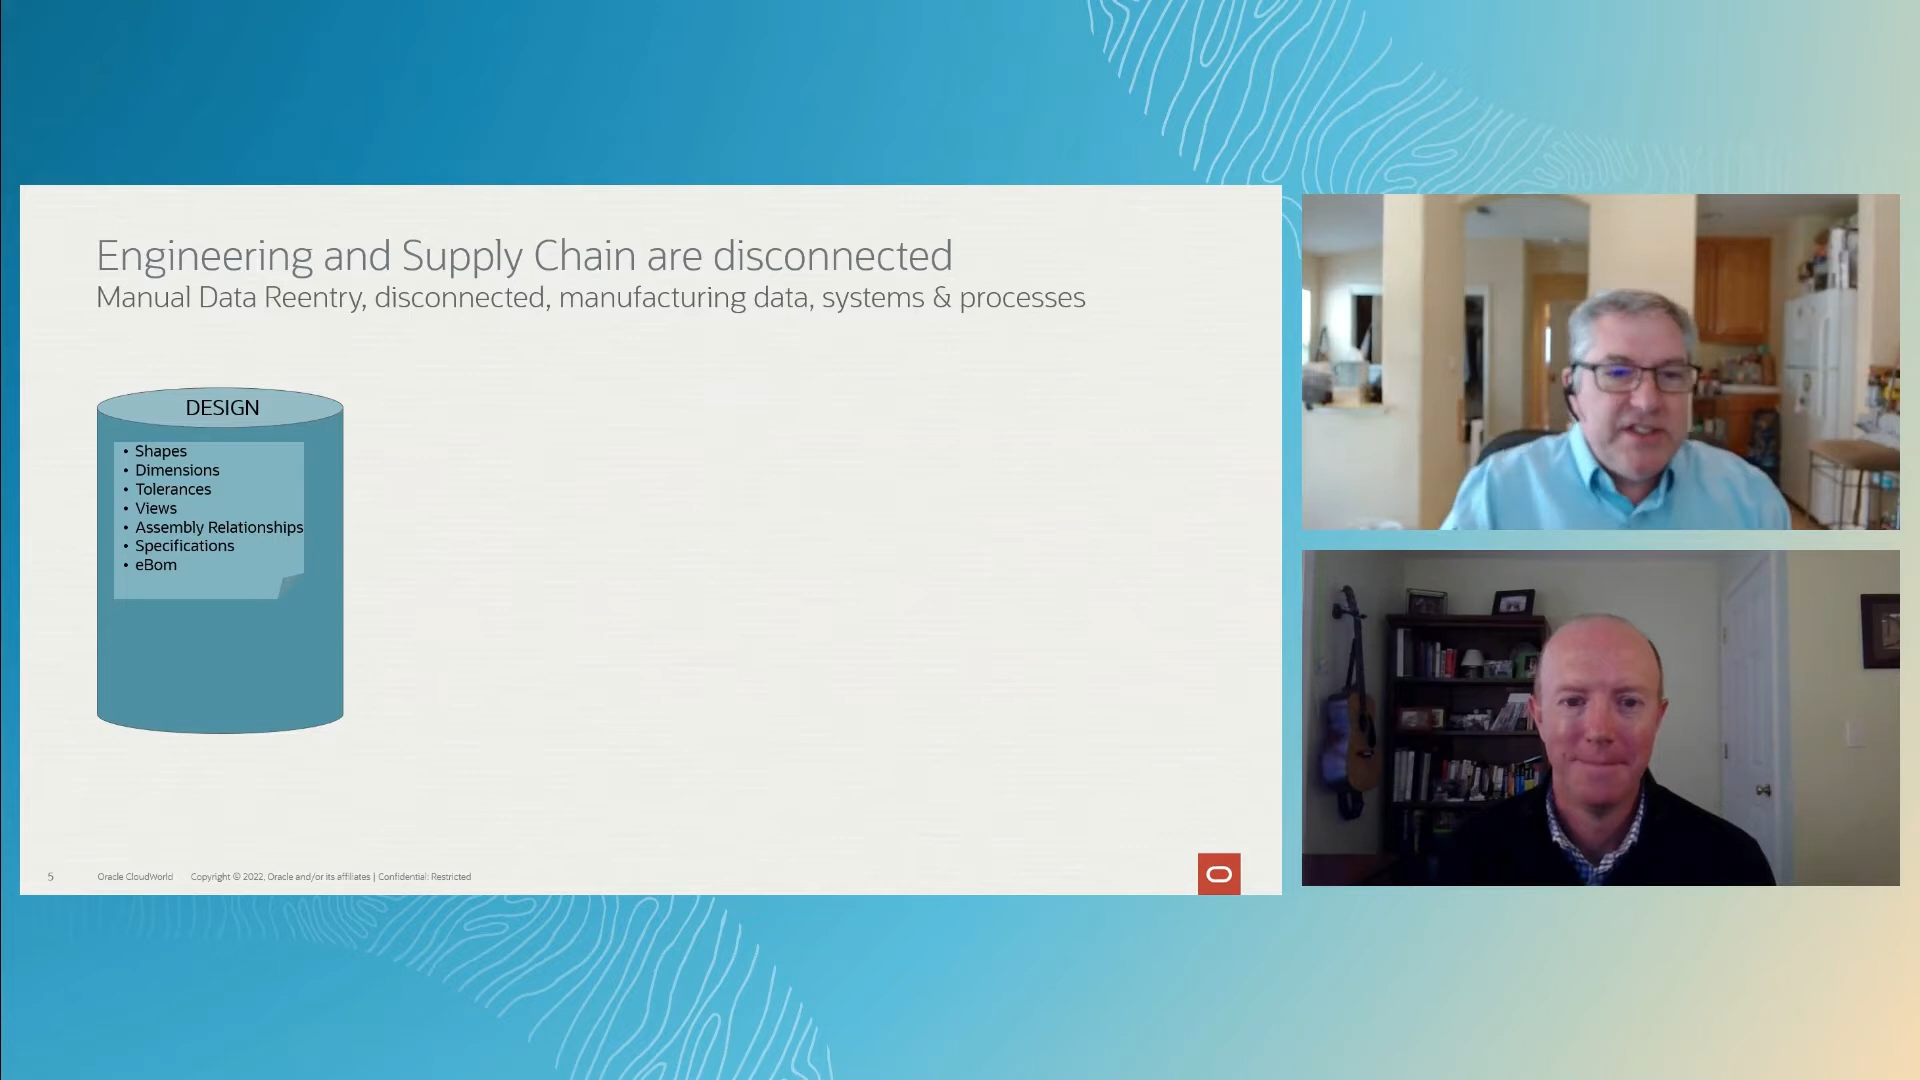 Engineering and Supply Chain are disconnected
Manual Data Reentry, disconnected, manufacturing data, systems & processes
DESIGN
• Shapes
• Dimensions
• Tolerances
• Views
• Assembly Relationships
• Specifications
• eBom
5 Oracle CloudWorld Copyright © 2022, Oracle and/or its affiliates | Confidential: Restricted